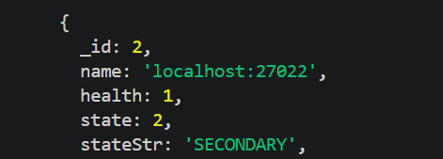 {
_id: 2,
name: 'localhost:27022',
health: 1,
state: 2,
stateStr: 'SECONDARY',